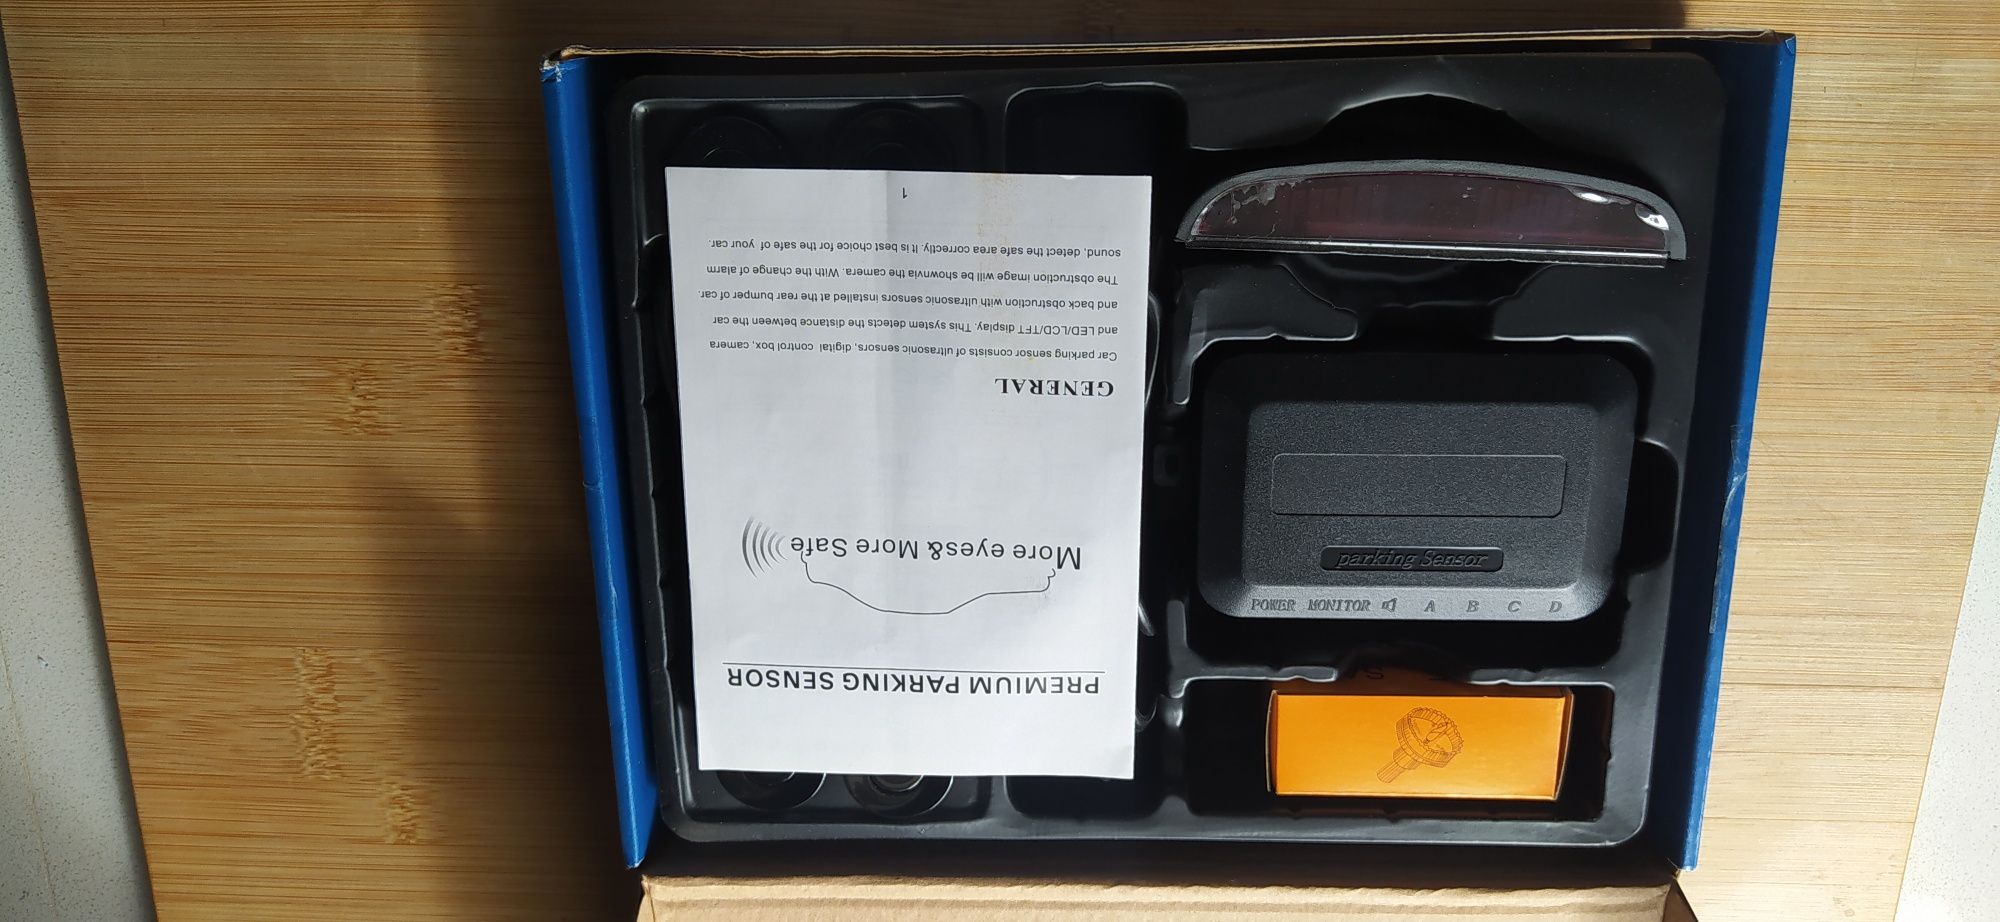 PREMIUM PARKING SENSOR
More eyes& More Safe
GENERAL
Car parking sensor consists of ultrasonic sensors, digital control box, camera
and LED/LCD/TFT display. This system detects the distance between the car
and back obstruction with ultrasonic sensors installed at the rear bumper of car.
The obstruction image will be shownvia the camera. With the change of alarm
sound, detect the safe area correctly. It is best choice for the safe of your car.
1
parking Sensor
POWER MONITOR A B C D